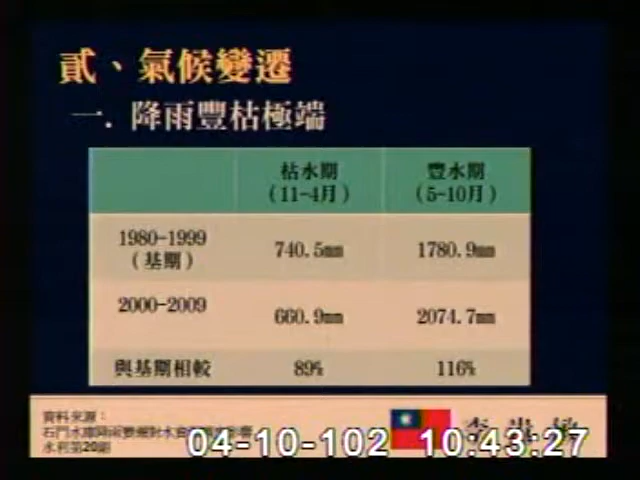 貳、氣候變遷
一. 降雨豐枯極端
枯水期 豐水期
(11-4月) (5-10月)
1980-1999
(基期) 740.5mm 1780.9mm
2000-2009 660.9mm 2074.7mm
與基期相較 89% 116%
資料來源：
石門水庫降雨
水利第20期
04-10-102 10:43:27